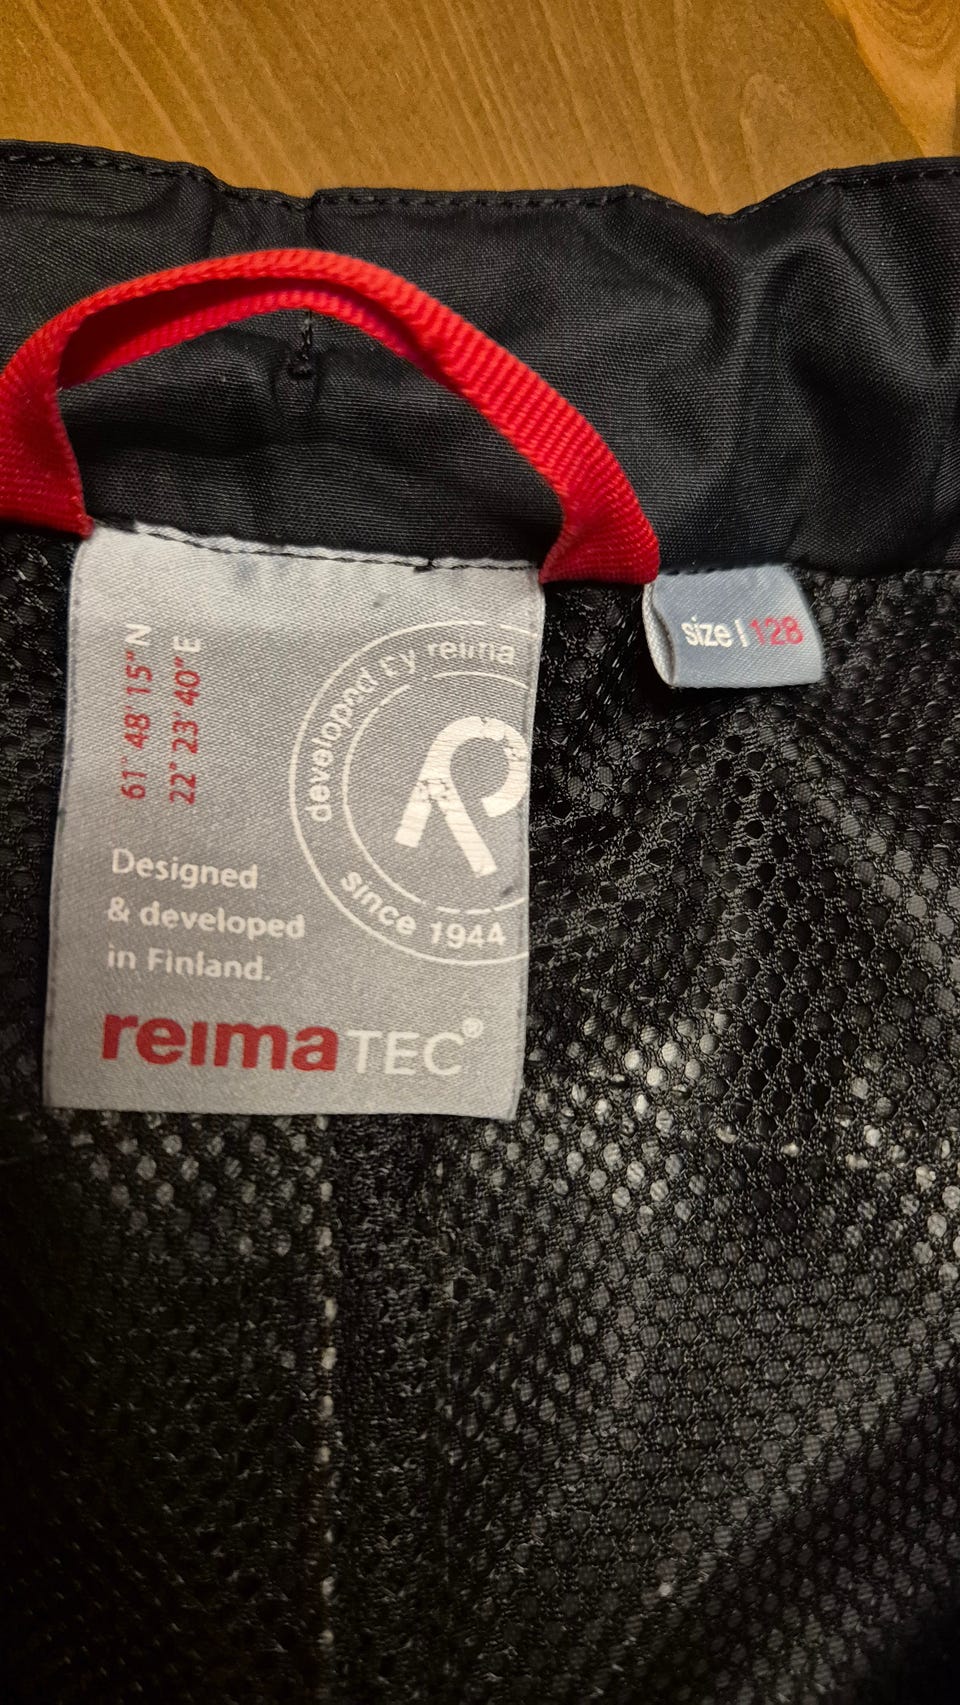 61° 48' 15" N
22° 23' 40" E
developed by reima
R
since 1944
Designed
& developed
in Finland.
reimaTEC®
size | 128